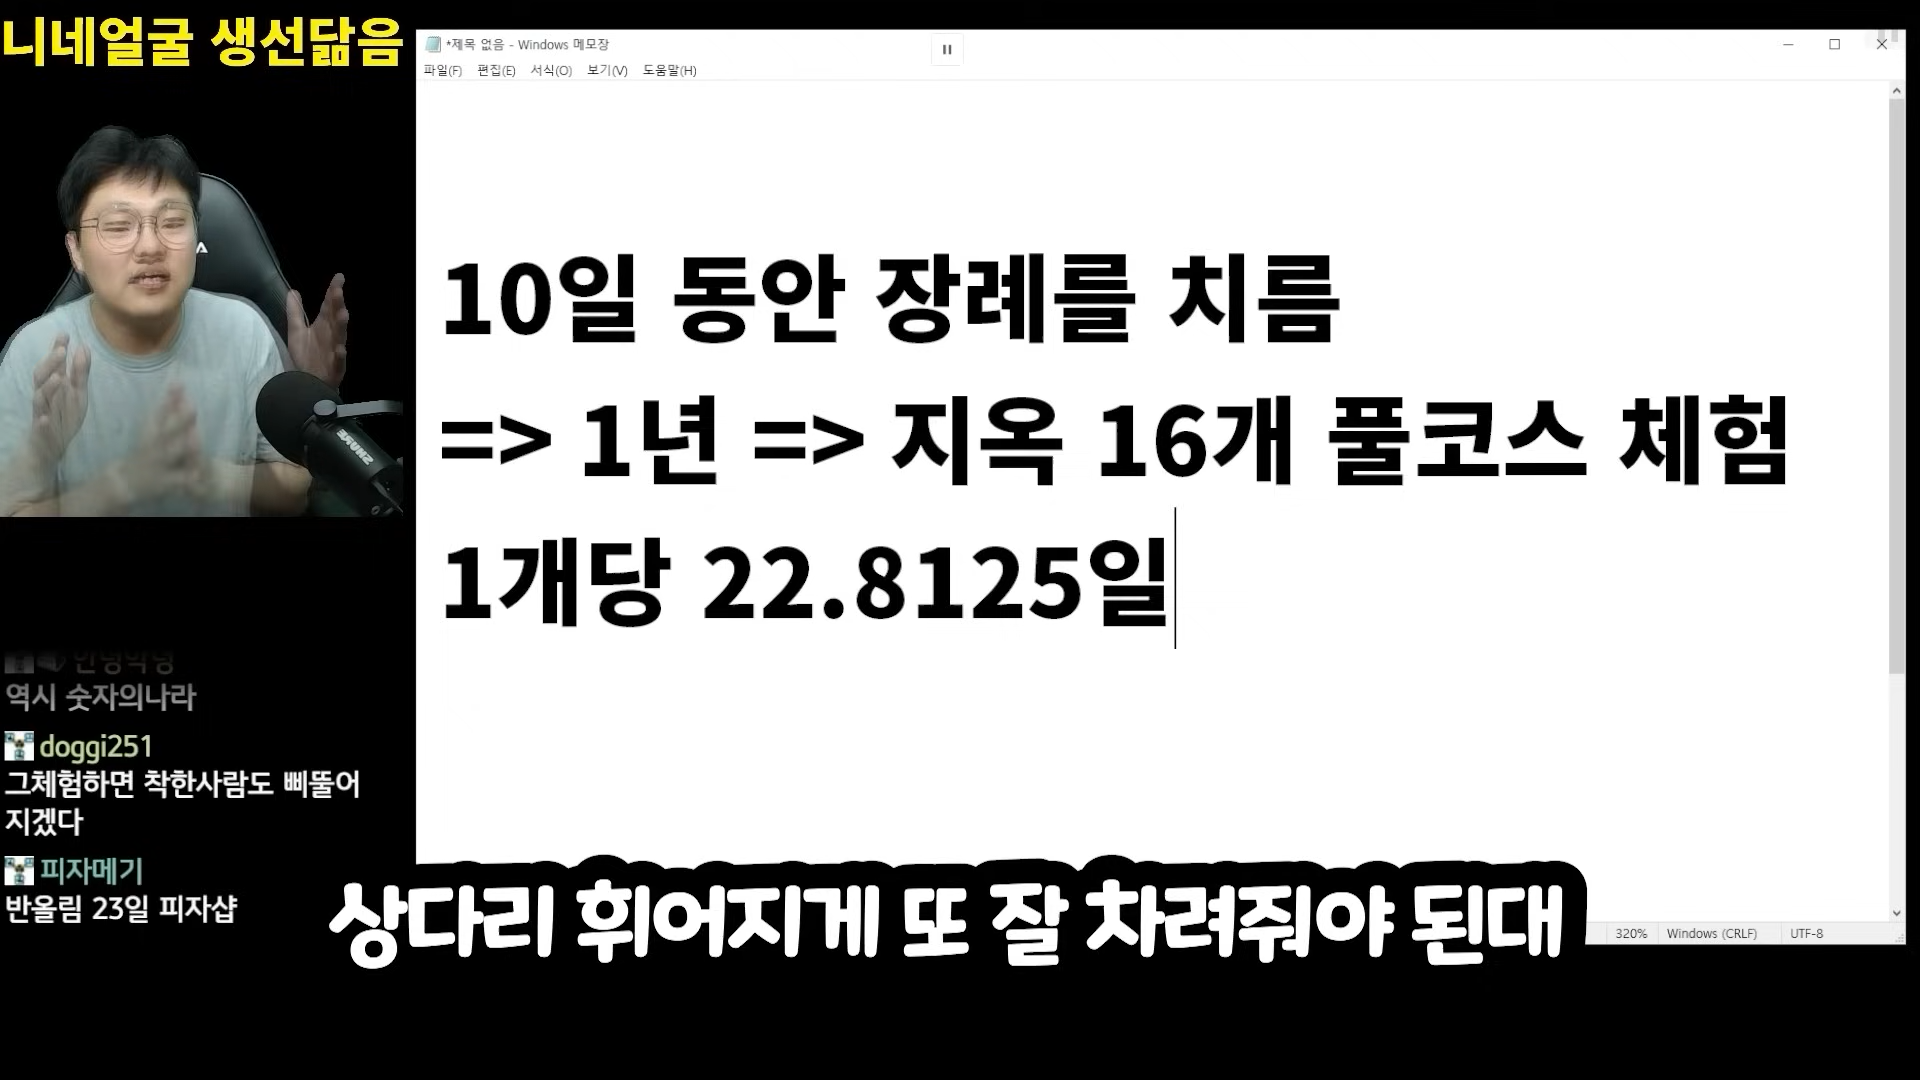 니네얼굴 생선닮음
*제목 없음 - Windows 메모장
파일(F) 편집(E) 서식(O) 보기(V) 도움말(H)
10일 동안 장례를 치름
=> 1년 => 지옥 16개 풀코스 체험
1개당 22.8125일
역시 숫자의나라
doggi251
그체험하면 착한사람도 삐뚤어
지겠다
피자메기
반올림 23일 피자샵
상다리 휘어지게 또 잘 차려줘야 된대
320% Windows (CRLF) UTF-8